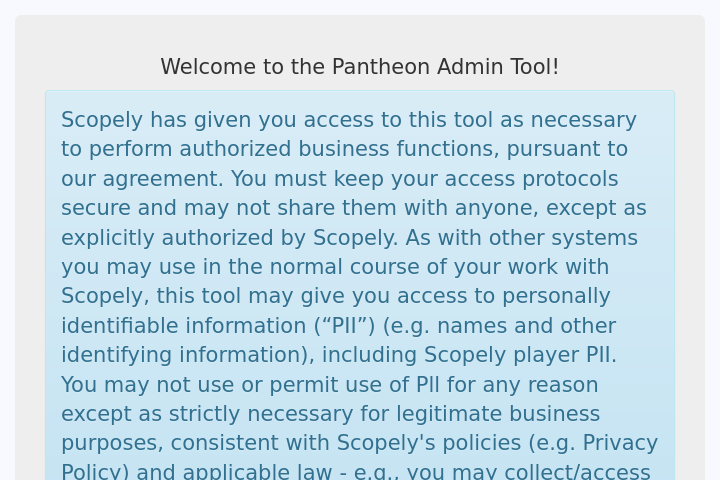 Welcome to the Pantheon Admin Tool!
Scopely has given you access to this tool as necessary
to perform authorized business functions, pursuant to
our agreement. You must keep your access protocols
secure and may not share them with anyone, except as
explicitly authorized by Scopely. As with other systems
you may use in the normal course of your work with
Scopely, this tool may give you access to personally
identifiable information (“PII”) (e.g. names and other
identifying information), including Scopely player PII.
You may not use or permit use of PII for any reason
except as strictly necessary for legitimate business
purposes, consistent with Scopely's policies (e.g. Privacy
Policy) and applicable law - e.g., you may collect/access